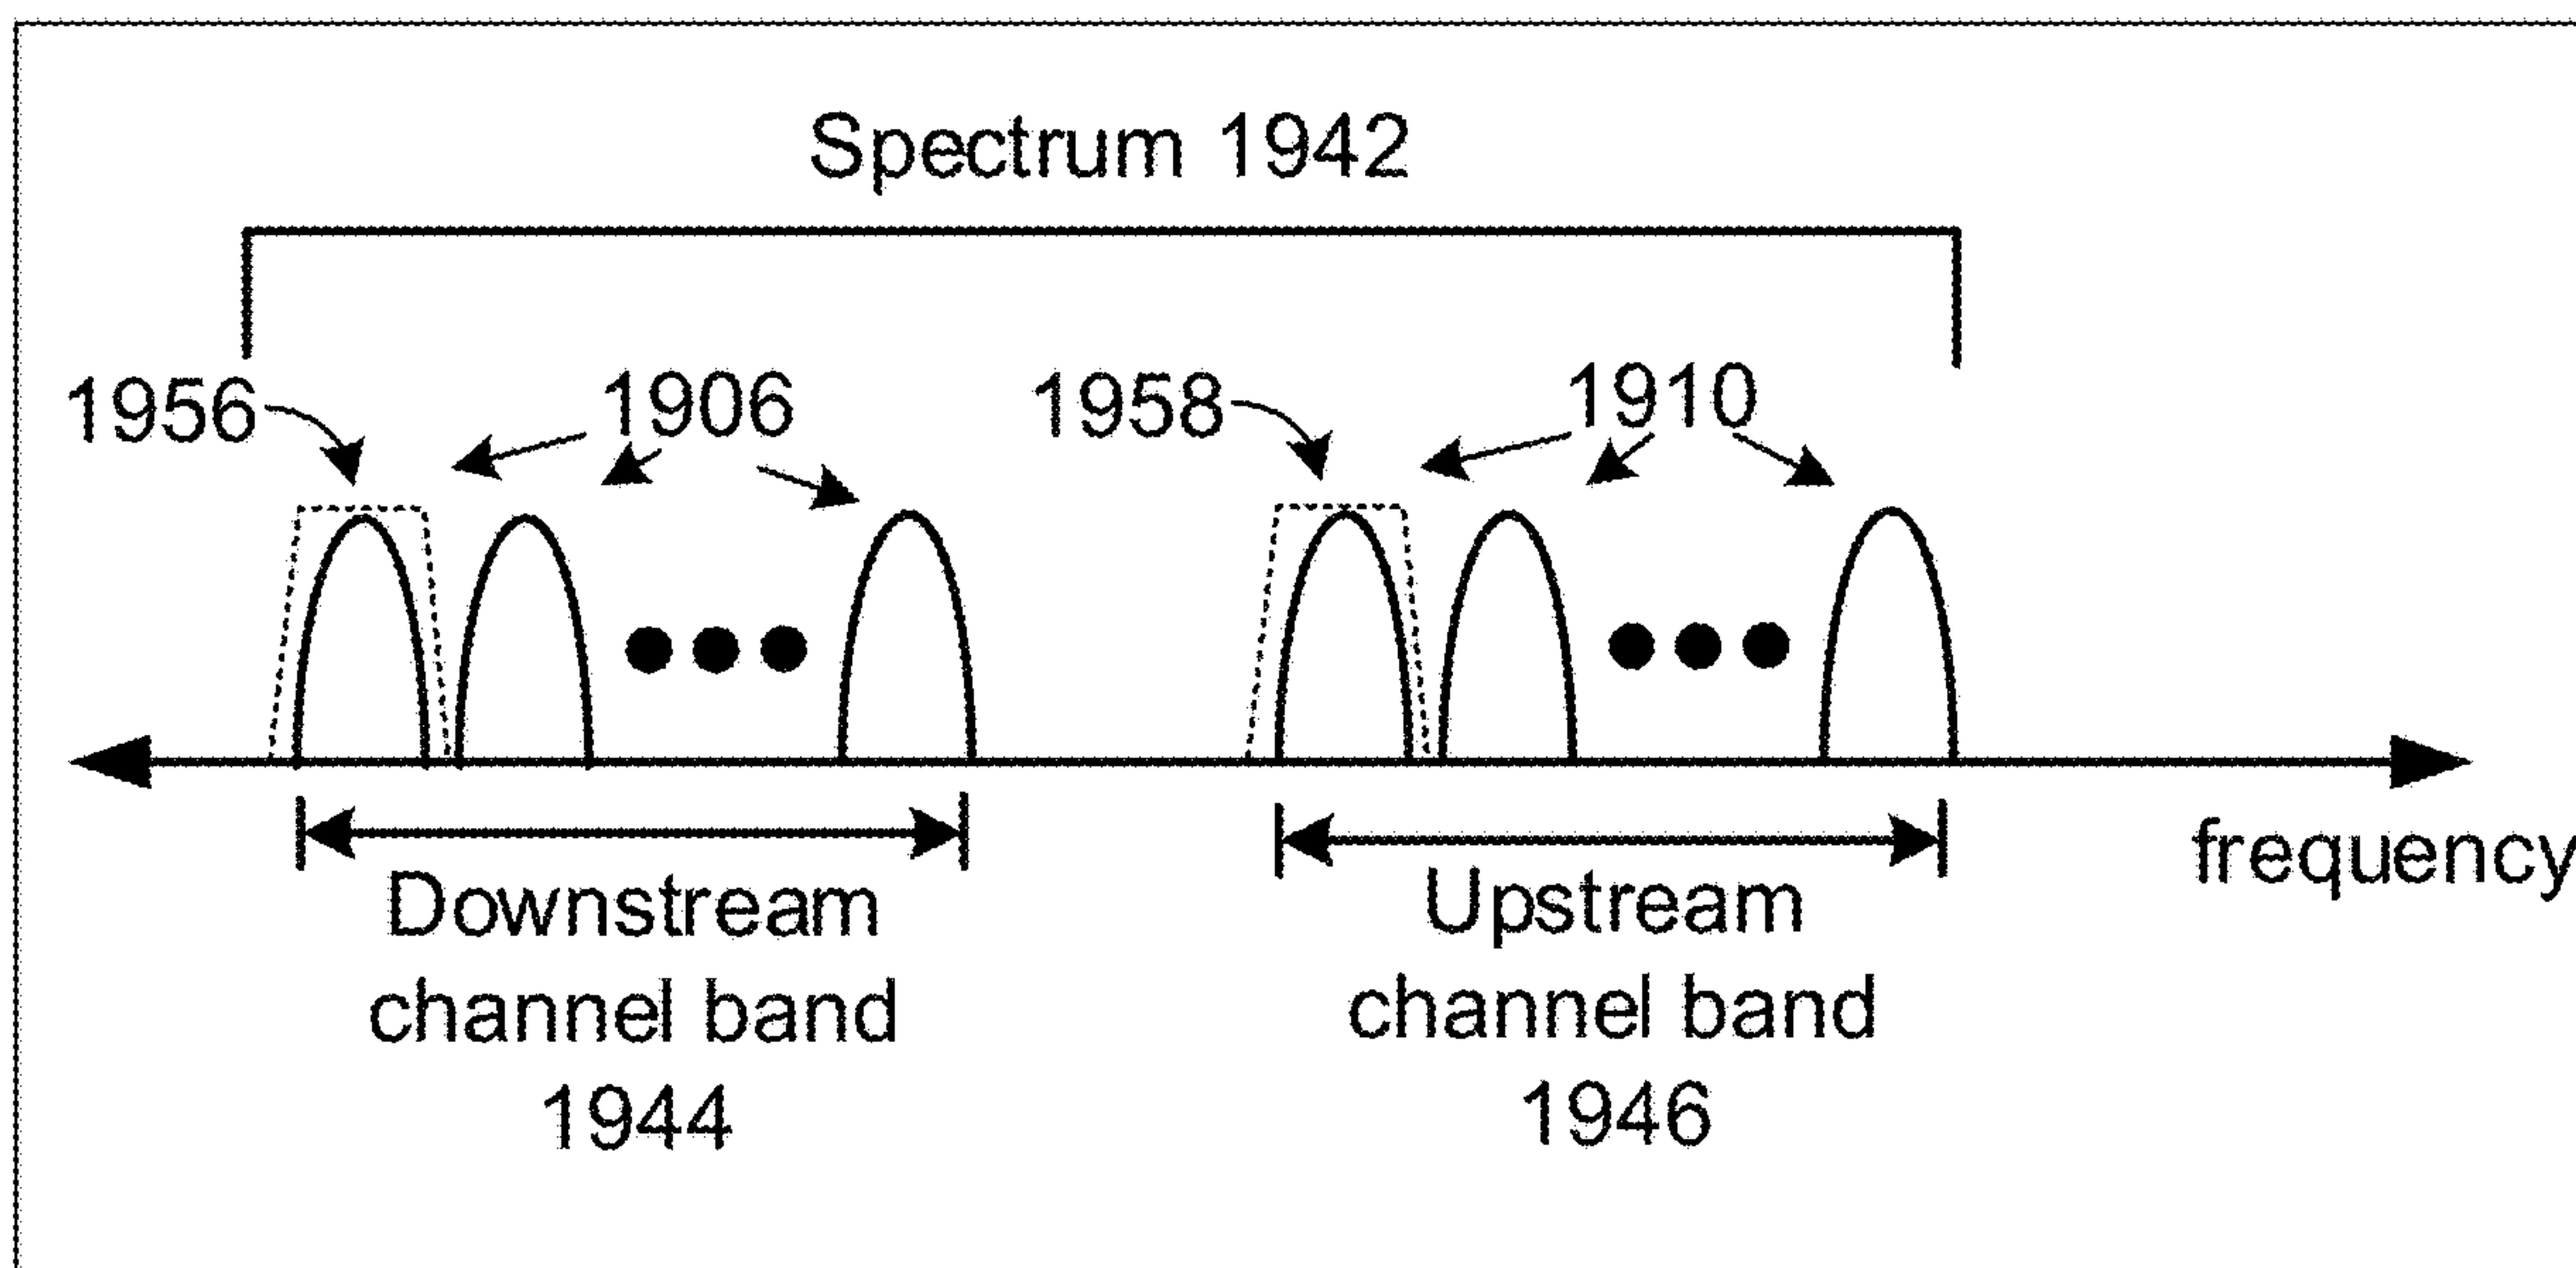 Spectrum 1942
1956
1906
1958
1910
frequency
Downstream
channel band
1944
Upstream
channel band
1946